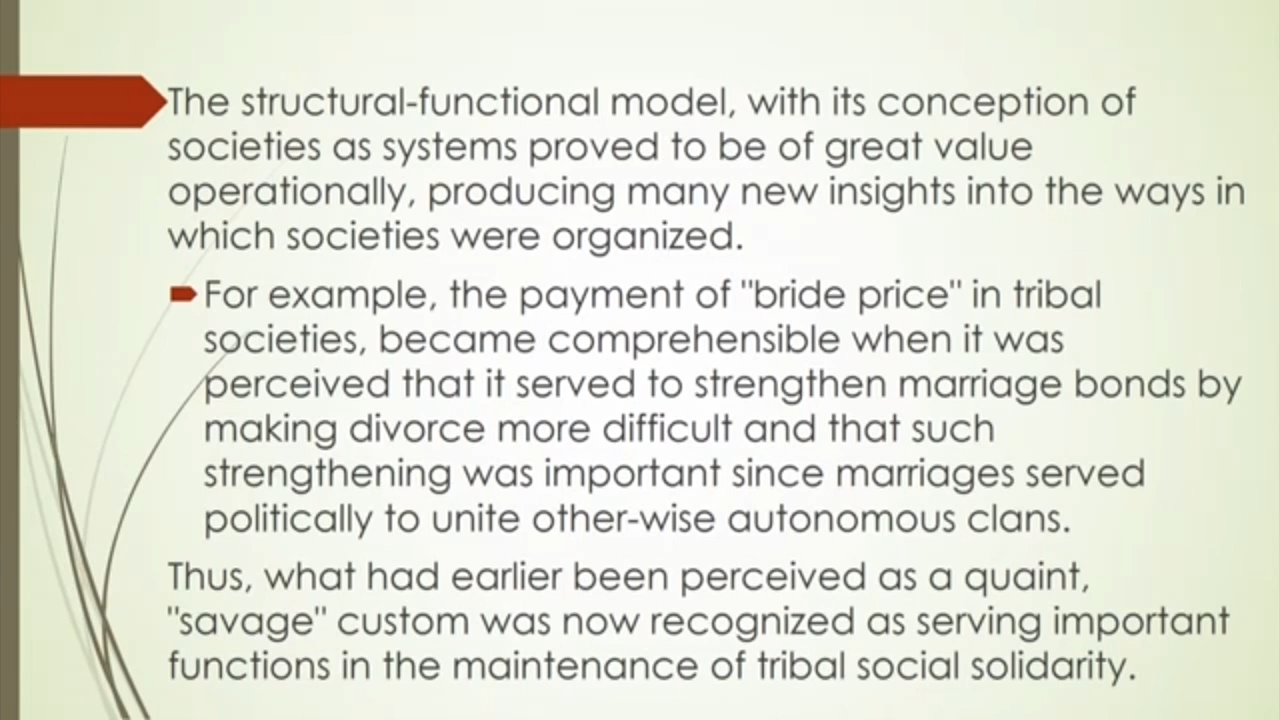 The structural-functional model, with its conception of
societies as systems proved to be of great value
operationally, producing many new insights into the ways in
which societies were organized.
For example, the payment of "bride price" in tribal
societies, became comprehensible when it was
perceived that it served to strengthen marriage bonds by
making divorce more difficult and that such
strengthening was important since marriages served
politically to unite other-wise autonomous clans.
Thus, what had earlier been perceived as a quaint,
"savage" custom was now recognized as serving important
functions in the maintenance of tribal social solidarity.